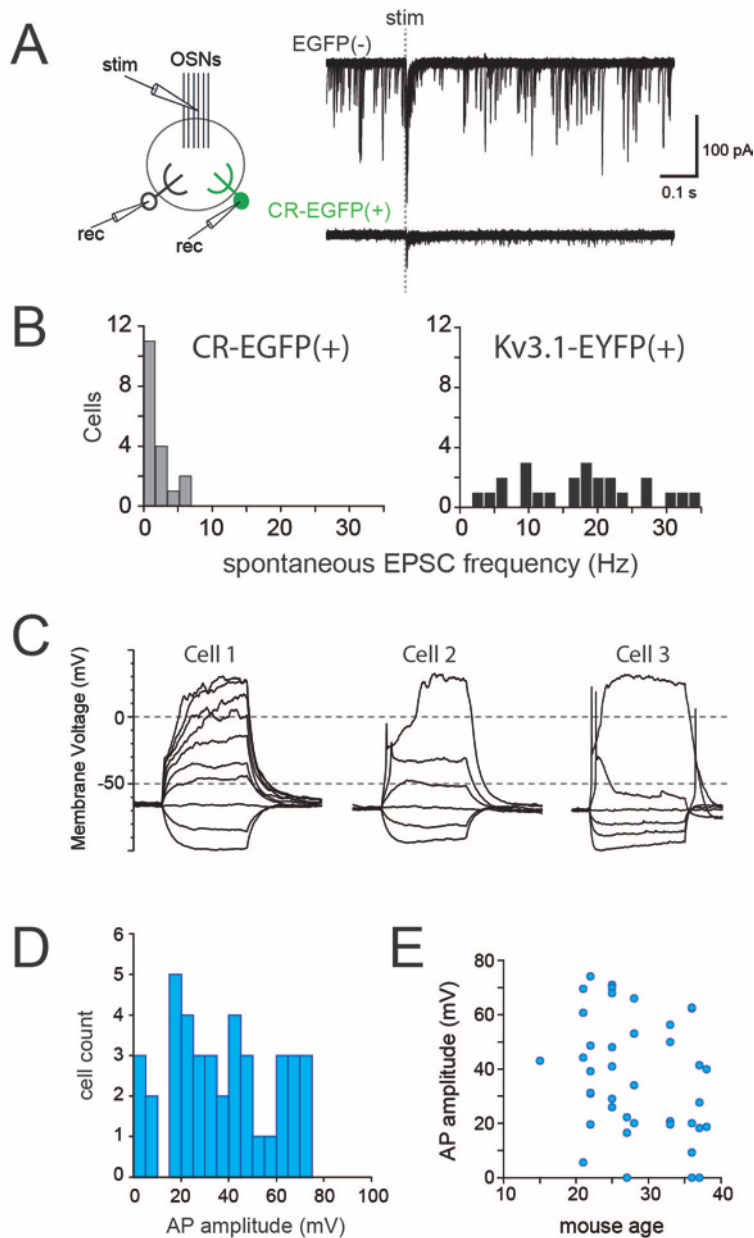 A
stim
OSNs
rec
rec
stim
EGFP(-)
100 pA
0.1 s
CR-EGFP(+)
B
12
8
4
0
Cells
CR-EGFP(+)
0 10 20 30
12
8
4
0
Kv3.1-EYFP(+)
0 10 20 30
spontaneous EPSC frequency (Hz)
C
Membrane Voltage (mV)
0
-50
Cell 1
Cell 2
Cell 3
D
6
5
4
3
2
1
0
cell count
20 40 60 80 100
AP amplitude (mV)
E
80
60
40
20
0
AP amplitude (mV)
10 20 30 40
mouse age